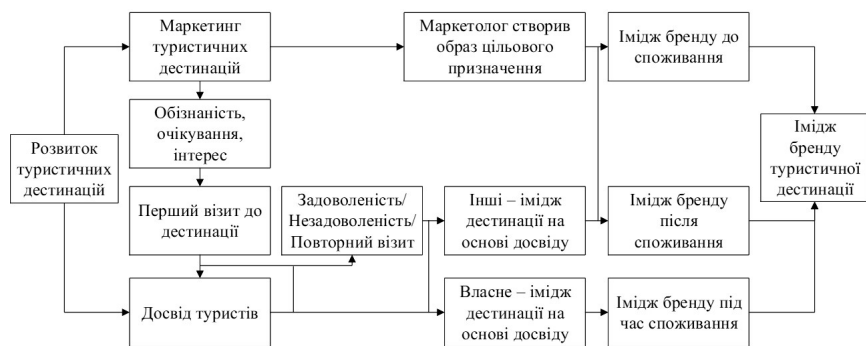 Маркетинг
туристичних
дестинацій
Маркетолог створив
образ цільового
призначення
Імідж бренду до
споживання
Обізнаність,
очікування,
інтерес
Розвиток
туристичних
дестинацій
Імідж
бренду
туристичної
дестинації
Перший візит до
дестинації
Задоволеність/
Незадоволеність/
Повторний візит
Інші – імідж
дестинації на
основі досвіду
Імідж бренду
після
споживання
Досвід туристів
Власне – імідж
дестинації на
основі досвіду
Імідж бренду під
час споживання